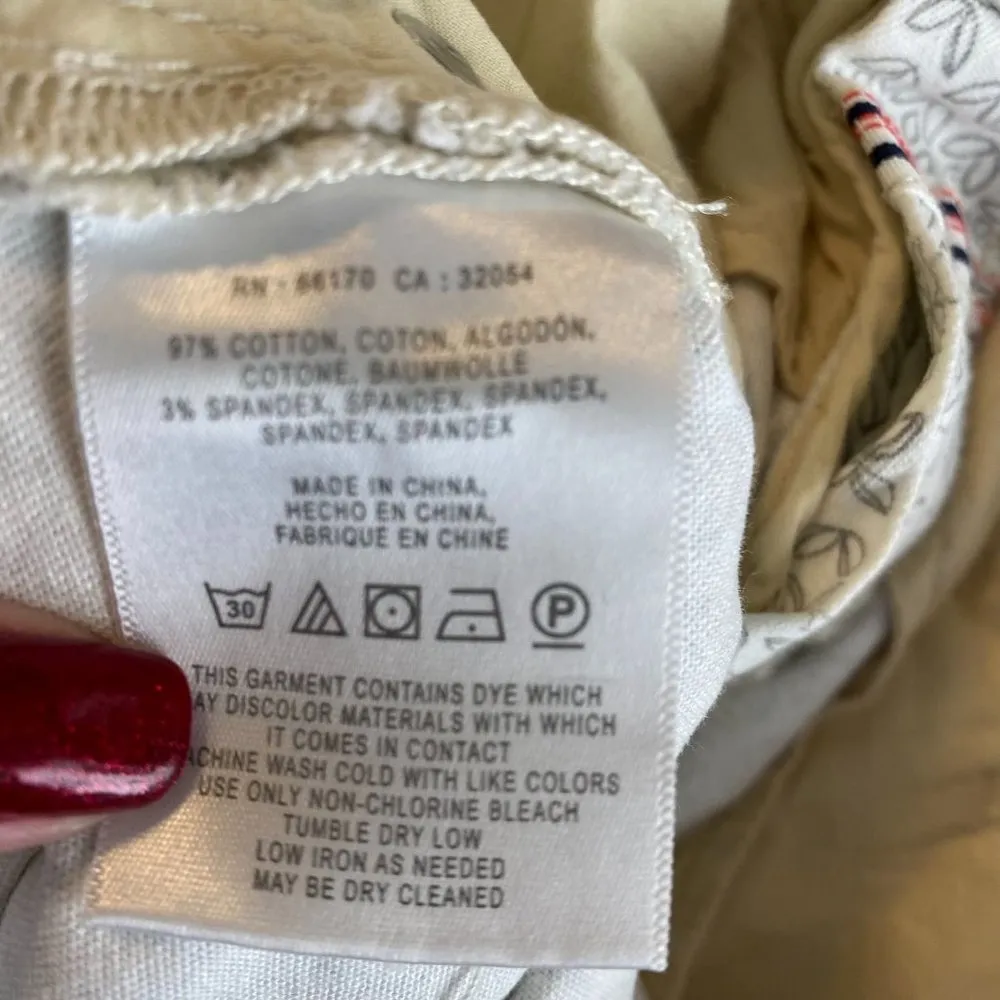 RN - 66170 CA : 32054
97% COTTON, COTON, ALGODÓN,
COTONE, BAUMWOLLE
3% SPANDEX, SPANDEX, SPANDEX,
SPANDEX, SPANDEX
MADE IN CHINA,
HECHO EN CHINA,
FABRIQUE EN CHINE
30 P
THIS GARMENT CONTAINS DYE WHICH
AY DISCOLOR MATERIALS WITH WHICH
IT COMES IN CONTACT
ACHINE WASH COLD WITH LIKE COLORS
USE ONLY NON-CHLORINE BLEACH
TUMBLE DRY LOW
LOW IRON AS NEEDED
MAY BE DRY CLEANED